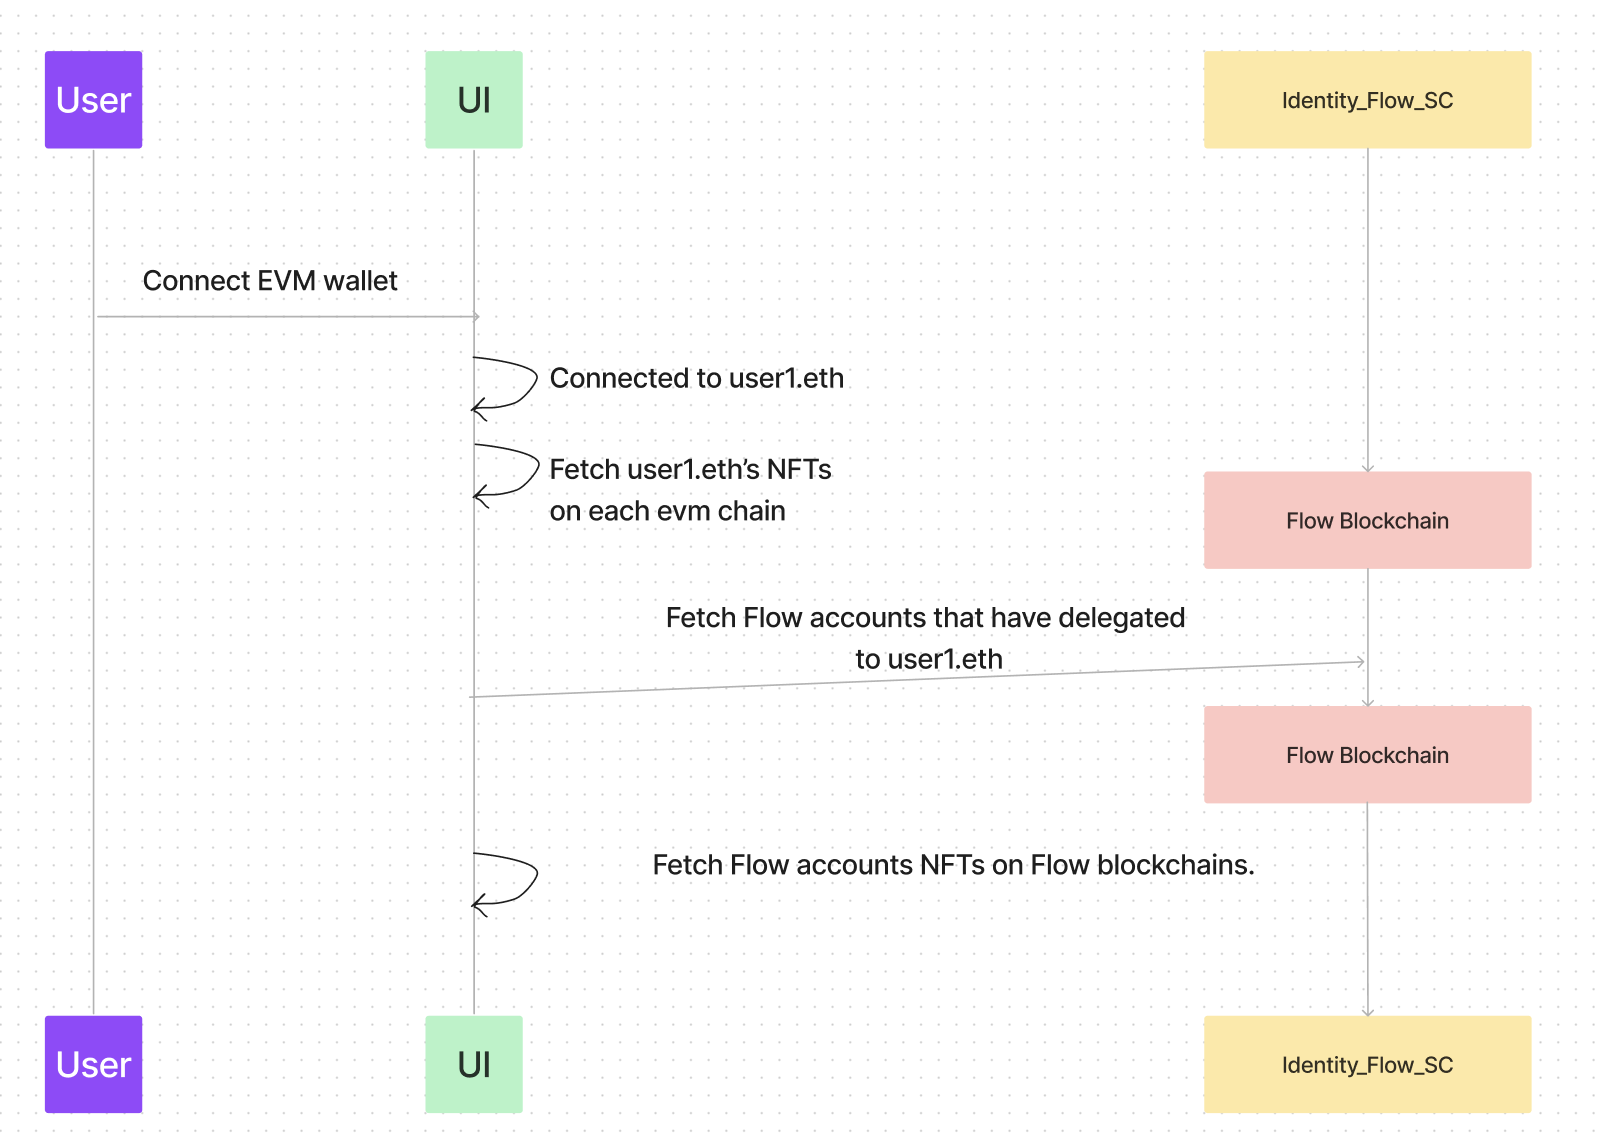 User
UI
Identity_Flow_SC
Connect EVM wallet
Connected to user1.eth
Fetch user1.eth’s NFTs
on each evm chain
Flow Blockchain
Fetch Flow accounts that have delegated
to user1.eth
Flow Blockchain
Fetch Flow accounts NFTs on Flow blockchains.
User
UI
Identity_Flow_SC